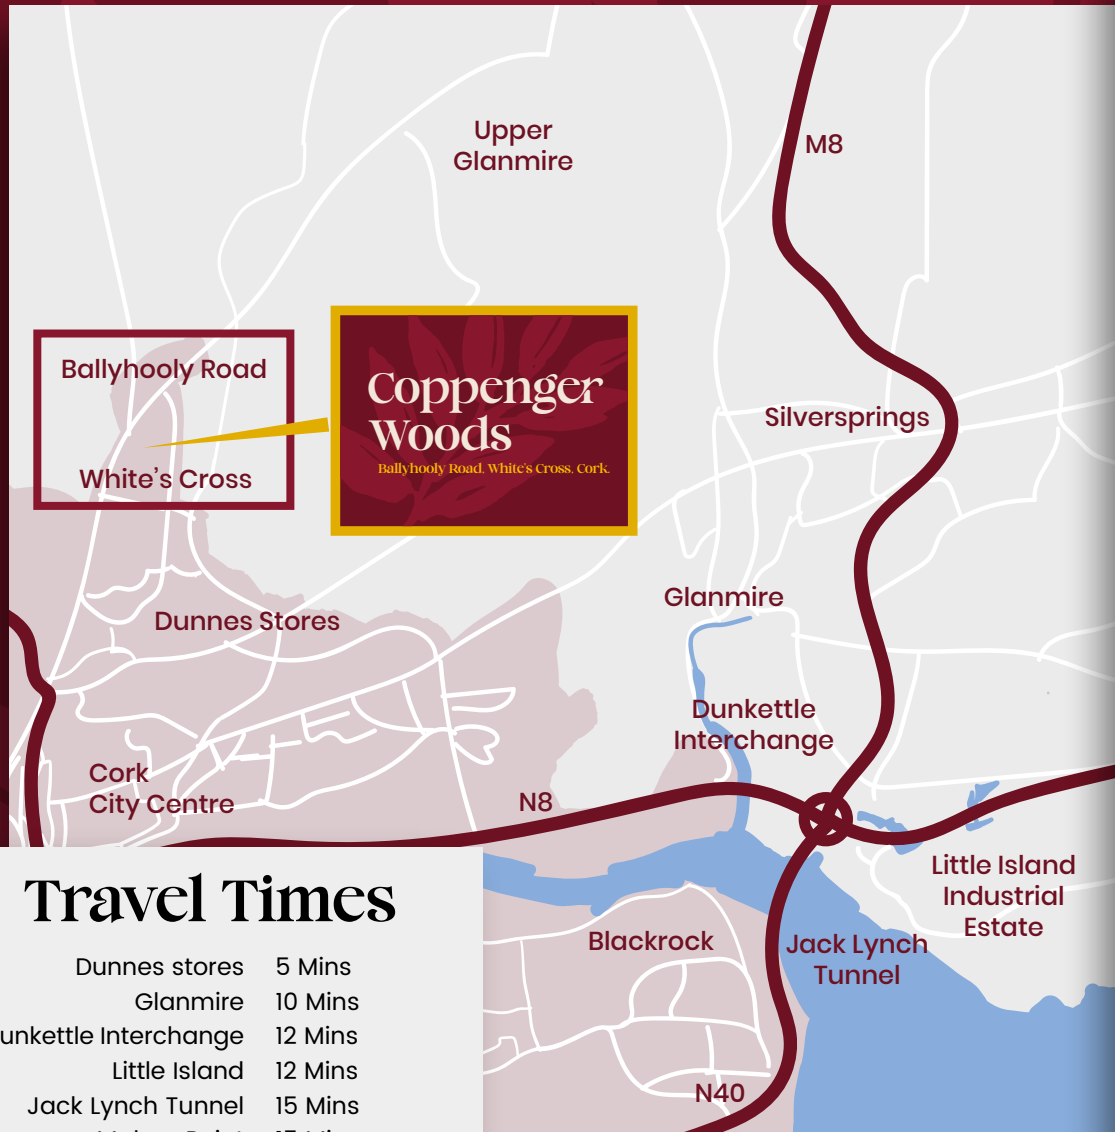 Upper
Glanmire
M8
Ballyhooly Road
White's Cross
Coppenger
Woods
Ballyhooly Road, White's Cross, Cork.
Silversprings
Glanmire
Dunnes Stores
Dunkettle
Interchange
Cork
City Centre
N8
Little Island
Industrial
Estate
Blackrock
Jack Lynch
Tunnel
N40
Travel Times
Dunnes stores 5 Mins
Glanmire 10 Mins
unkettle Interchange 12 Mins
Little Island 12 Mins
Jack Lynch Tunnel 15 Mins